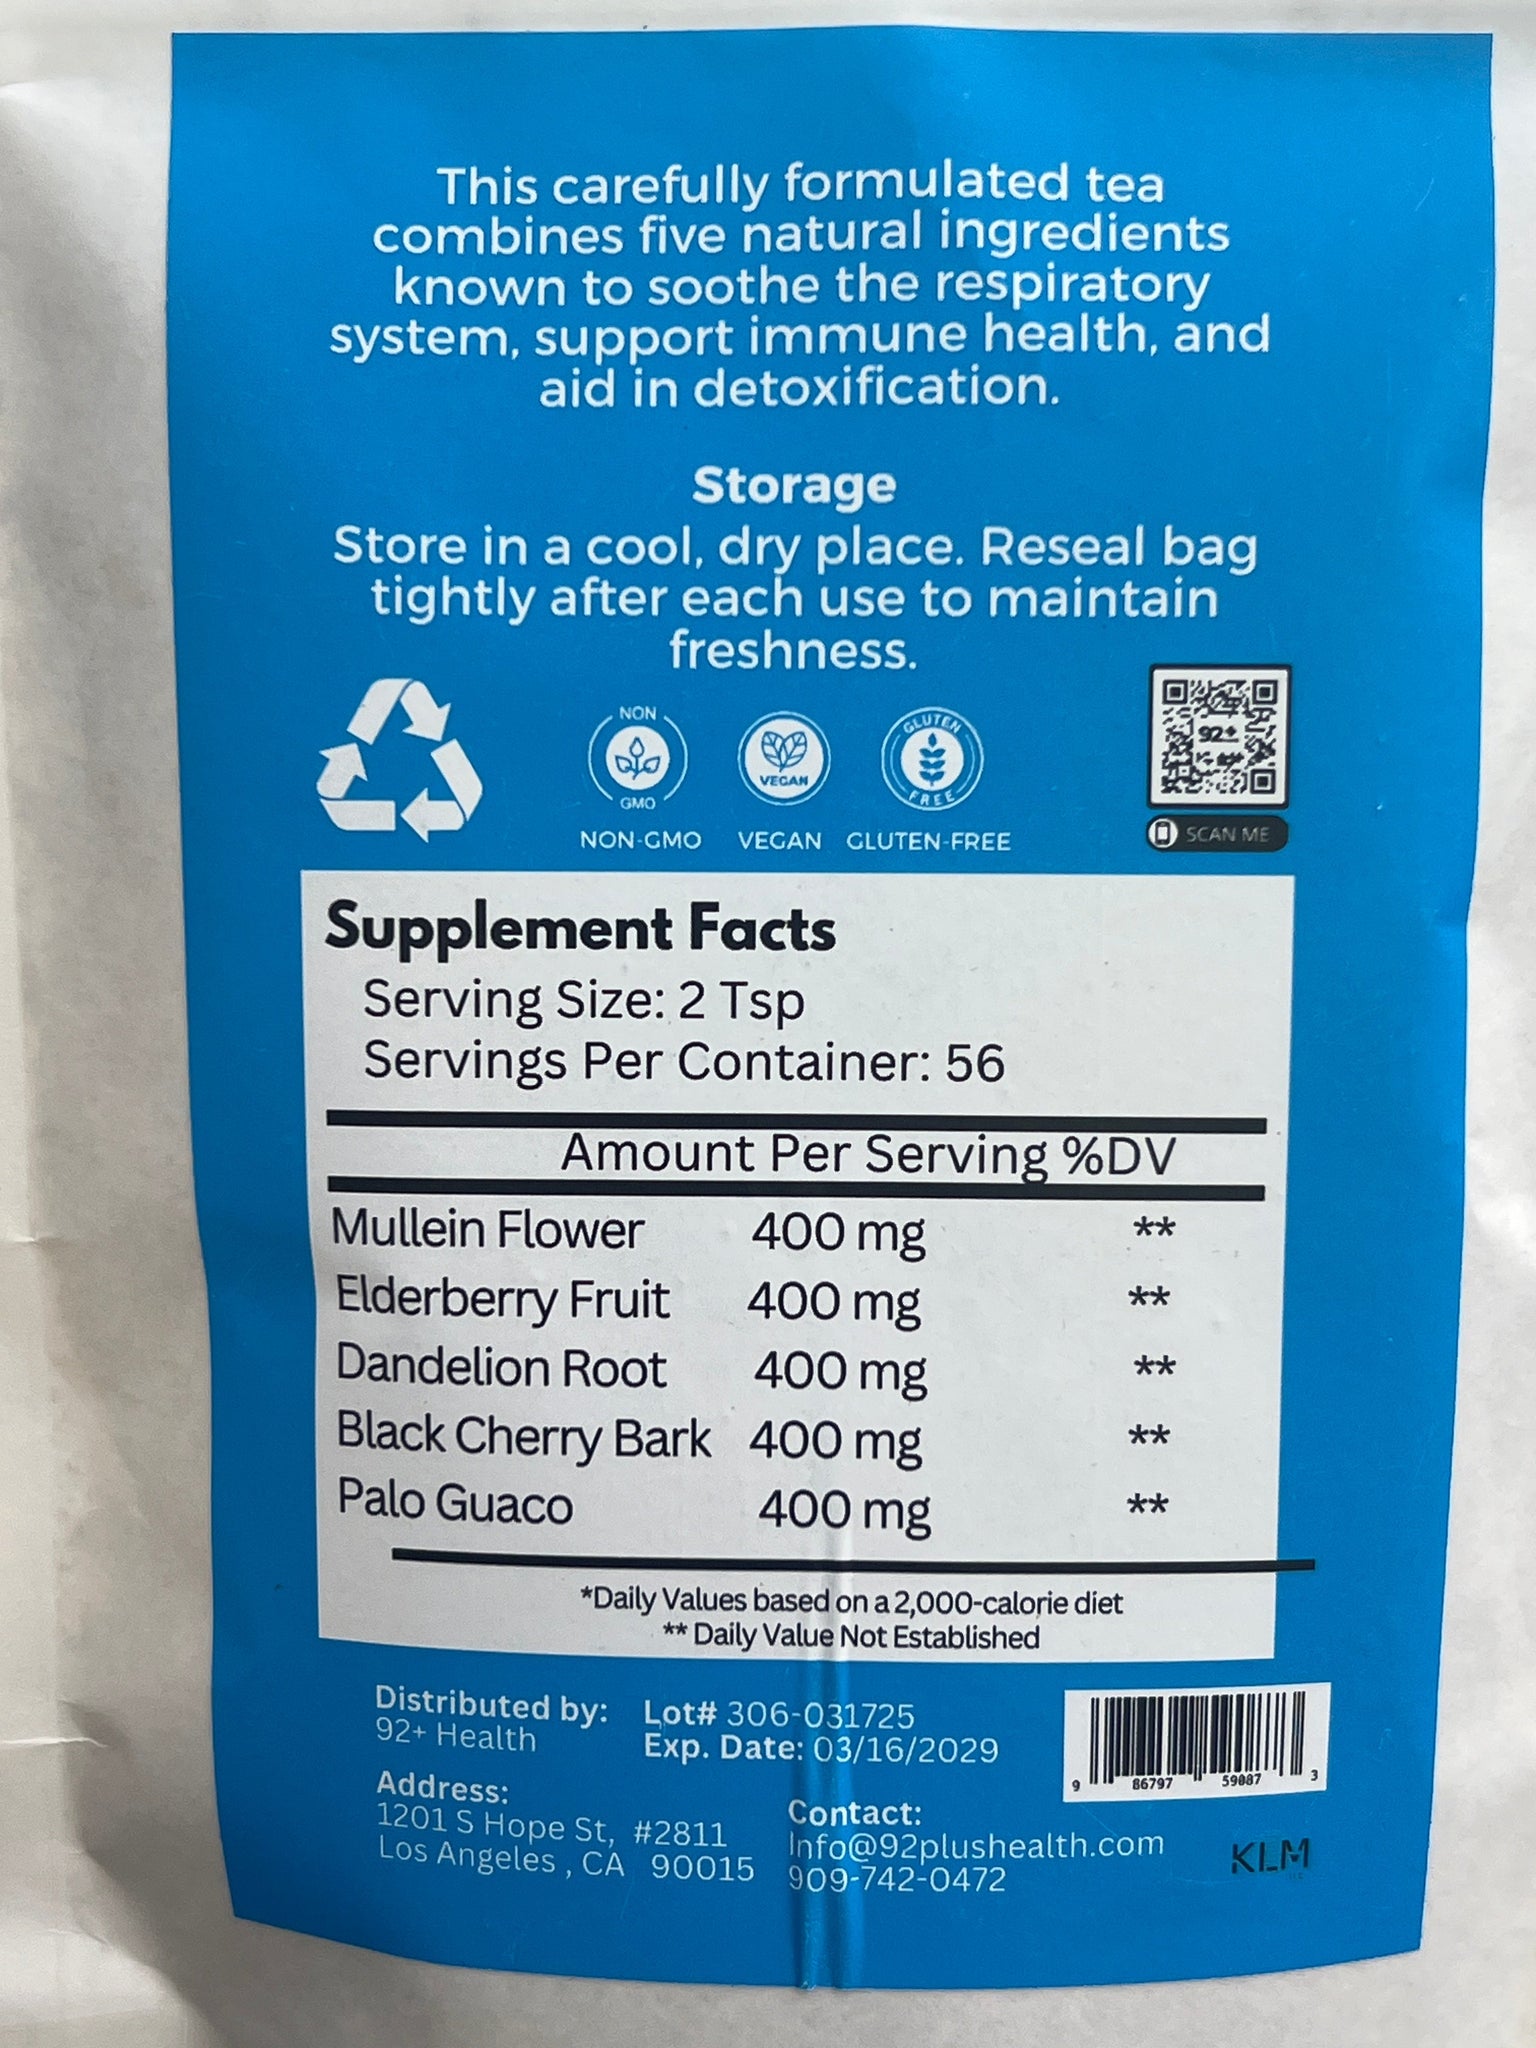 This carefully formulated tea
combines five natural ingredients
known to soothe the respiratory
system, support immune health, and
aid in detoxification.
Storage
Store in a cool, dry place. Reseal bag
tightly after each use to maintain
freshness.
NON
GMO
NON-GMO
VEGAN
VEGAN
GLUTEN
FREE
GLUTEN-FREE
92+
SCAN ME
Supplement Facts
Serving Size: 2 Tsp
Servings Per Container: 56
Amount Per Serving %DV
Mullein Flower 400 mg **
Elderberry Fruit 400 mg **
Dandelion Root 400 mg **
Black Cherry Bark 400 mg **
Palo Guaco 400 mg **
*Daily Values based on a 2,000-calorie diet
** Daily Value Not Established
Distributed by:
92+ Health
Lot# 306-031725
Exp. Date: 03/16/2029
Address:
1201 S Hope St, #2811
Los Angeles , CA 90015
Contact:
Info@92plushealth.com
909-742-0472
9 86797 59087 3
KLM